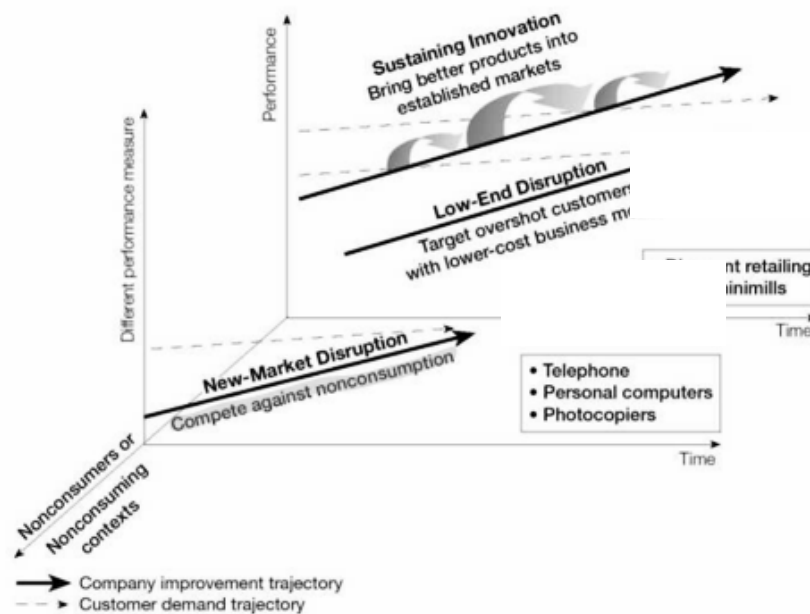 Sustaining Innovation
Bring better products into
established markets
Performance
Low-End Disruption
Target overshot customers
with lower-cost business
retailing
Time
Different performance measure
New-Market Disruption
Compete against nonconsumption
• Telephone
• Personal computers
• Photocopiers
Time
Nonconsumers or
Nonconsuming
contexts
Company improvement trajectory
Customer demand trajectory